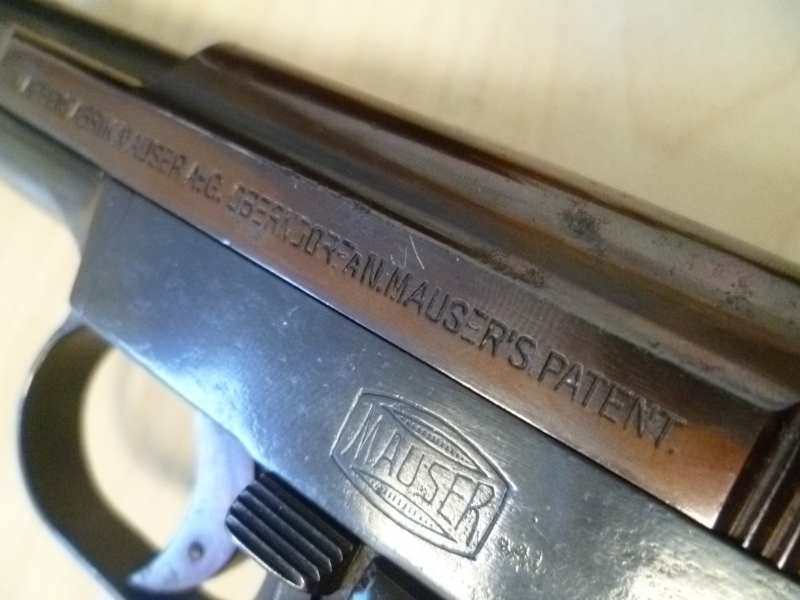 MAUSER A.-G. OBERNDORF A N. MAUSER'S PATENT.
MAUSER